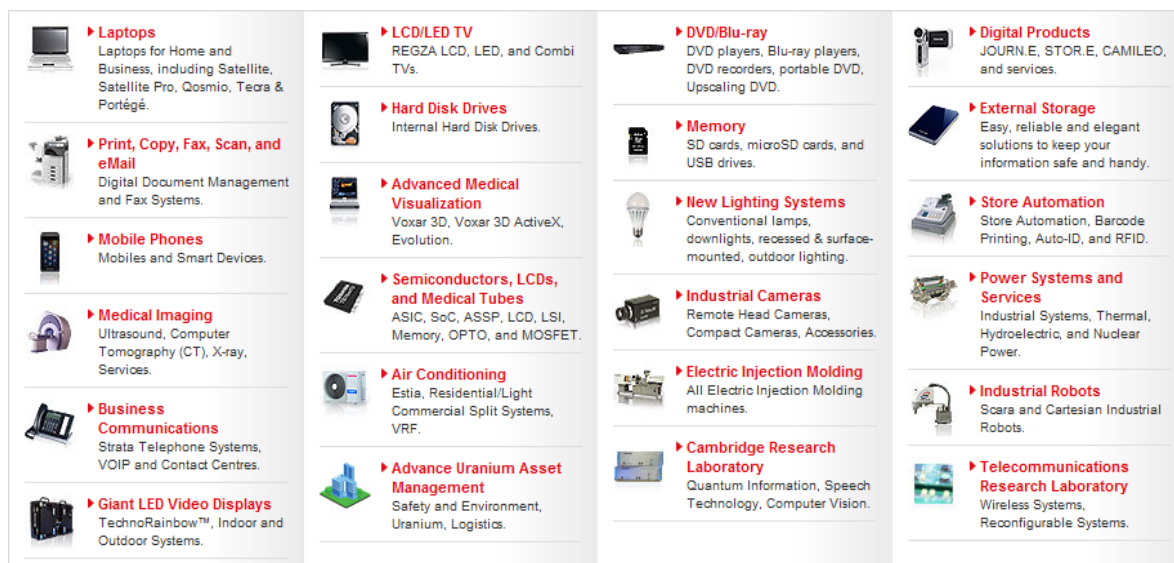 Laptops
Laptops for Home and
Business, including Satellite,
Satellite Pro, Qosmio, Tecra &
Portégé.
Print, Copy, Fax, Scan, and
eMail
Digital Document Management
and Fax Systems.
Mobile Phones
Mobiles and Smart Devices.
Medical Imaging
Ultrasound, Computer
Tomography (CT), X-ray,
Services.
Business
Communications
Strata Telephone Systems,
VOIP and Contact Centres.
Giant LED Video Displays
TechnoRainbow™, Indoor and
Outdoor Systems.
LCD/LED TV
REGZA LCD, LED, and Combi
TVs.
Hard Disk Drives
Internal Hard Disk Drives.
Advanced Medical
Visualization
Voxar 3D, Voxar 3D ActiveX,
Evolution.
Semiconductors, LCDs,
and Medical Tubes
ASIC, SoC, ASSP, LCD, LSI,
Memory, OPTO, and MOSFET.
Air Conditioning
Estia, Residential/Light
Commercial Split Systems,
VRF.
Advance Uranium Asset
Management
Safety and Environment,
Uranium, Logistics.
DVD/Blu-ray
DVD players, Blu-ray players,
DVD recorders, portable DVD,
Upscaling DVD.
Memory
SD cards, microSD cards, and
USB drives.
New Lighting Systems
Conventional lamps,
downlights, recessed & surface-
mounted, outdoor lighting.
Industrial Cameras
Remote Head Cameras,
Compact Cameras, Accessories.
Electric Injection Molding
All Electric Injection Molding
machines.
Cambridge Research
Laboratory
Quantum Information, Speech
Technology, Computer Vision.
Digital Products
JOURN.E, STOR.E, CAMILEO,
and services.
External Storage
Easy, reliable and elegant
solutions to keep your
information safe and handy.
Store Automation
Store Automation, Barcode
Printing, Auto-ID, and RFID.
Power Systems and
Services
Industrial Systems, Thermal,
Hydroelectric, and Nuclear
Power.
Industrial Robots
Scara and Cartesian Industrial
Robots.
Telecommunications
Research Laboratory
Wireless Systems,
Reconfigurable Systems.